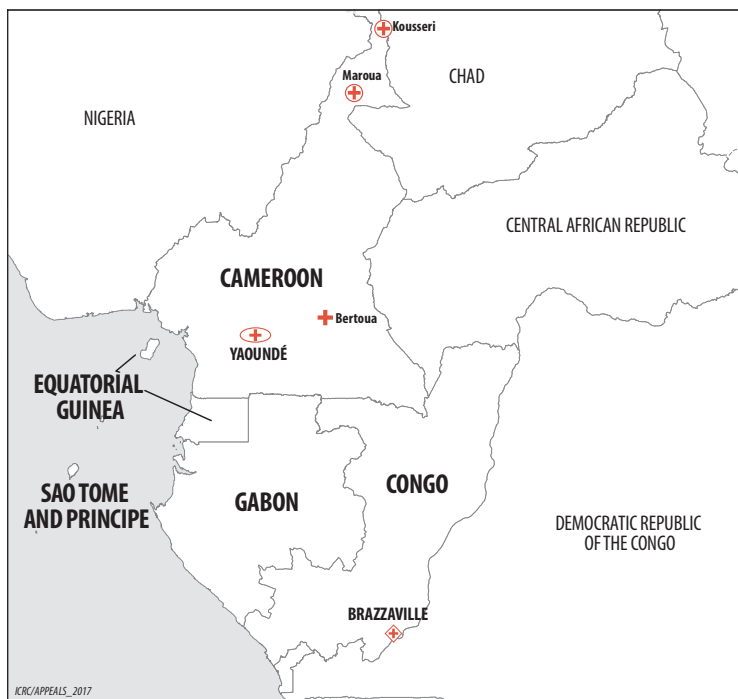 Kousseri
Maroua
CHAD
NIGERIA
CENTRAL AFRICAN REPUBLIC
CAMEROON
Bertoua
YAOUNDÉ
EQUATORIAL
GUINEA
SAO TOME
AND PRINCIPE
GABON
CONGO
DEMOCRATIC REPUBLIC
OF THE CONGO
BRAZZAVILLE
ICRC/APPEALS_2017